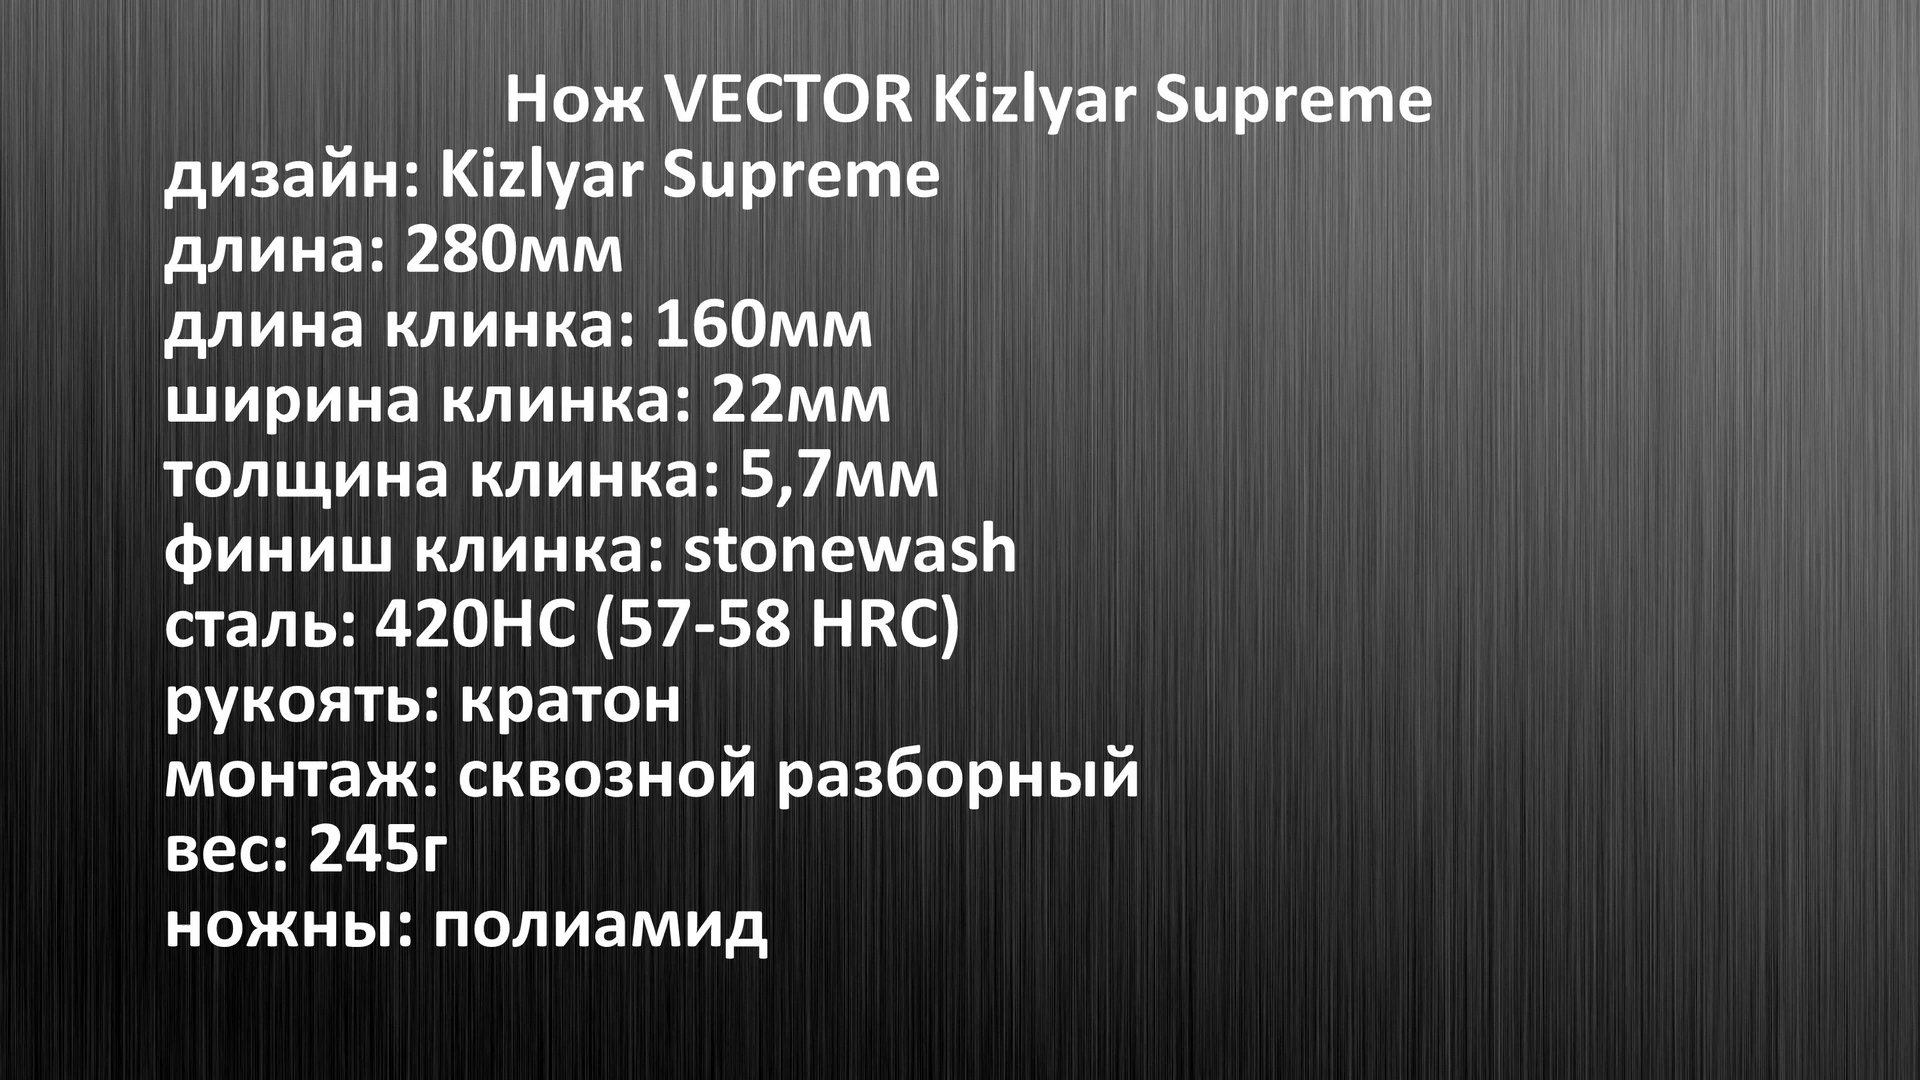 Нож VECTOR Kizlyar Supreme
дизайн: Kizlyar Supreme
длина: 280мм
длина клинка: 160мм
ширина клинка: 22мм
толщина клинка: 5,7мм
финиш клинка: stonewash
сталь: 420HC (57-58 HRC)
рукоять: кратон
монтаж: сквозной разборный
вес: 245г
ножны: полиамид